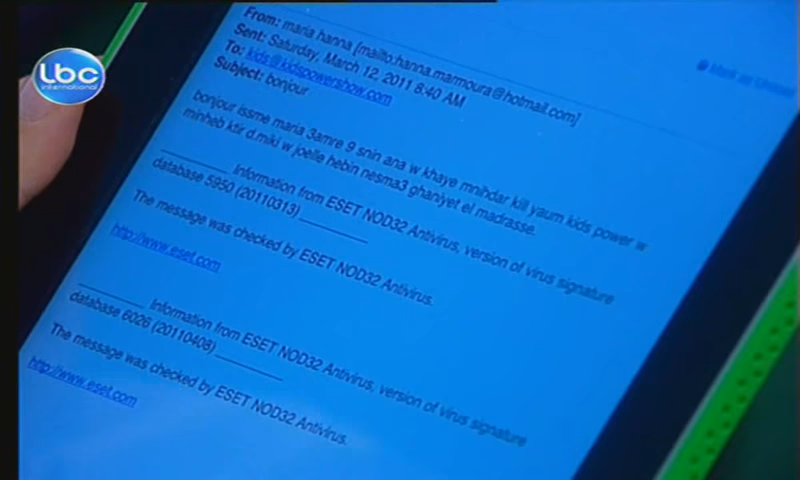 lbc
international
From: maria hanna [mailto:hanna.marmoura@hotmail.com]
Sent: Saturday, March 12, 2011 8:40 AM
To: kids@kidspowershow.com
Subject: bonjour
bonjour issme maria 3amre 9 snin ana w khaye mnihdar kill yaum kids power w
minheb ktir d.miki w joelle hebin nesma3 ghaniyet el madrasse.
__________ Information from ESET NOD32 Antivirus, version of virus signature
database 5950 (20110313) __________
The message was checked by ESET NOD32 Antivirus.
http://www.eset.com
__________ Information from ESET NOD32 Antivirus, version of virus signature
database 6026 (20110408) __________
The message was checked by ESET NOD32 Antivirus.
http://www.eset.com